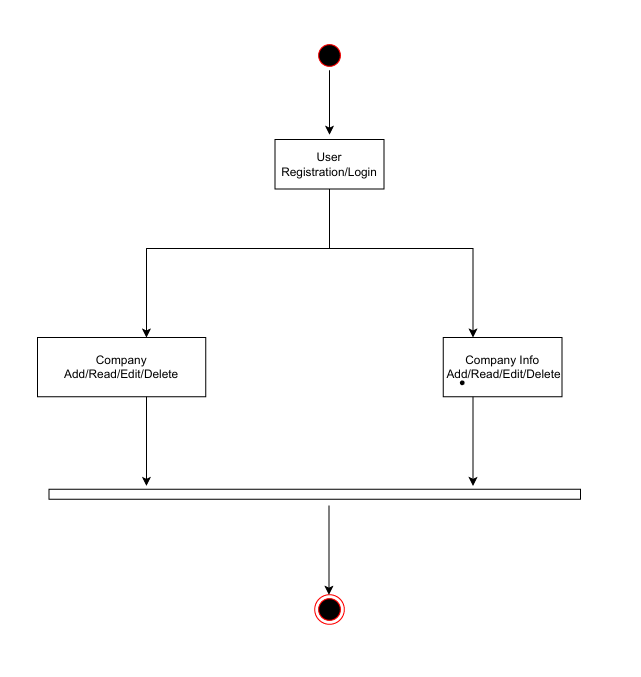 User
Registration/Login
Company
Add/Read/Edit/Delete
Company Info
Add/Read/Edit/Delete